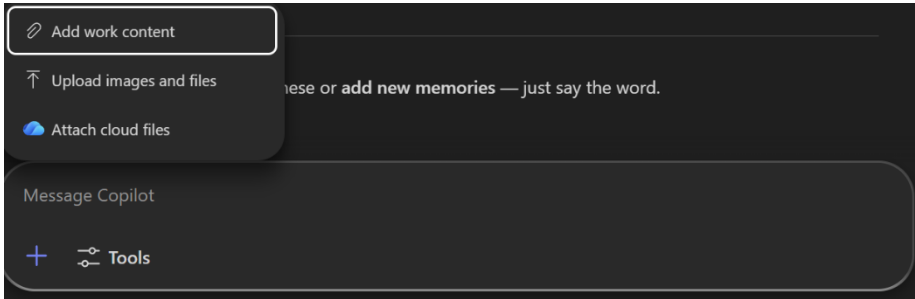 Add work content
Upload images and files
or add new memories — just say the word.
Attach cloud files
Message Copilot
Tools